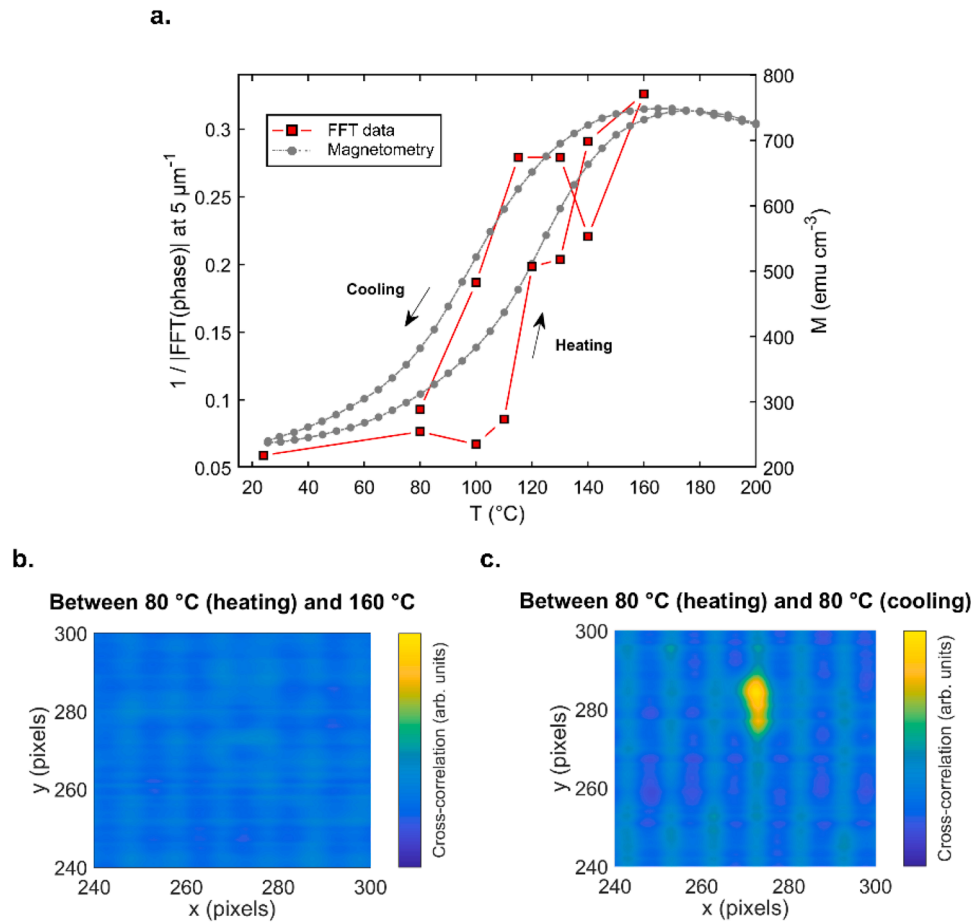 a.
FFT data
Magnetometry
Cooling
Heating
1 / |FFT(phase)| at 5 μm⁻¹
0.3
0.25
0.2
0.15
0.1
0.05
800
700
600
500
400
300
200
M (emu cm⁻³)
20 40 60 80 100 120 140 160 180 200
T (°C)
b.
Between 80 °C (heating) and 160 °C
300
280
260
240
y (pixels)
240 260 280 300
x (pixels)
Cross-correlation (arb. units)
c.
Between 80 °C (heating) and 80 °C (cooling)
300
280
260
240
y (pixels)
240 260 280 300
x (pixels)
Cross-correlation (arb. units)